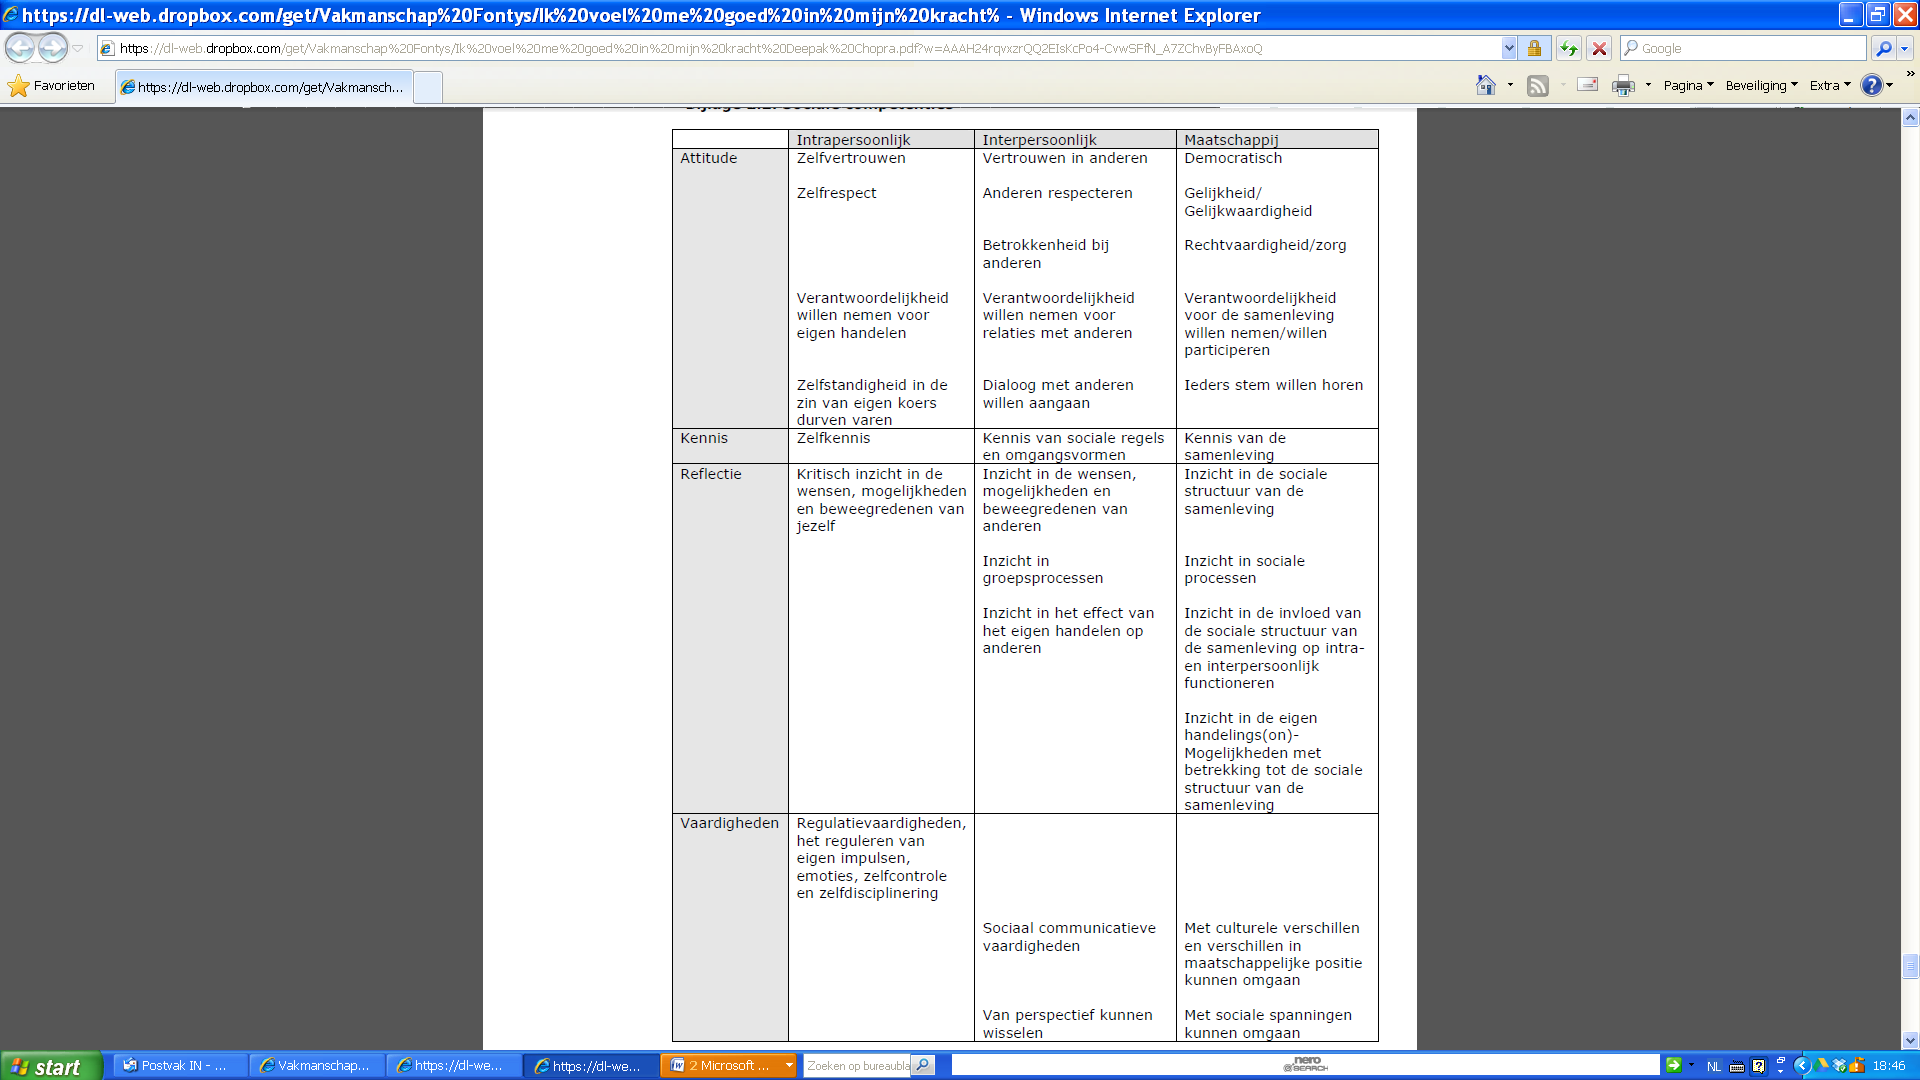 https://dl-web.dropbox.com/get/Vakmanschap%20Fontys/Ik%20voel%20me%20goed%20in%20mijn%20kracht% - Windows Internet Explorer
https://dl-web.dropbox.com/get/Vakmanschap%20Fontys/Ik%20voel%20me%20goed%20in%20mijn%20kracht%20Deepak%20Chopra.pdf?w=AAAH24rqvxzrQQ2EIsKcPo4-CvwSFfN_A7ZChvByFBAxoQ
Google
Favorieten
https://dl-web.dropbox.com/get/Vakmansch...
Pagina
Beveiliging
Extra
Intrapersoonlijk Interpersoonlijk Maatschappij
Attitude Zelfvertrouwen Vertrouwen in anderen Democratisch
Zelfrespect Anderen respecteren Gelijkheid/
Gelijkwaardigheid
Betrokkenheid bij Rechtvaardigheid/zorg
anderen
Verantwoordelijkheid Verantwoordelijkheid Verantwoordelijkheid
willen nemen voor willen nemen voor voor de samenleving
eigen handelen relaties met anderen willen nemen/willen
participeren
Zelfstandigheid in de Dialoog met anderen Ieders stem willen horen
zin van eigen koers willen aangaan
durven varen
Kennis Zelfkennis Kennis van sociale regels Kennis van de
en omgangsvormen samenleving
Reflectie Kritisch inzicht in de Inzicht in de wensen, Inzicht in de sociale
wensen, mogelijkheden mogelijkheden en structuur van de
en beweegredenen van beweegredenen van samenleving
jezelf anderen
Inzicht in Inzicht in sociale
groepsprocessen processen
Inzicht in het effect van Inzicht in de invloed van
het eigen handelen op de sociale structuur van
anderen de samenleving op intra-
en interpersoonlijk
functioneren
Inzicht in de eigen
handelings(on)-
Mogelijkheden met
betrekking tot de sociale
structuur van de
samenleving
Vaardigheden Regulatievaardigheden,
het reguleren van
eigen impulsen,
emoties, zelfcontrole
en zelfdisciplinering
Sociaal communicatieve Met culturele verschillen
vaardigheden en verschillen in
maatschappelijke positie
kunnen omgaan
Van perspectief kunnen Met sociale spanningen
wisselen kunnen omgaan
start
Postvak IN - ...
Vakmanschap...
https://dl-we...
https://dl-we...
2 Microsoft ...
Zoeken op bureaubla
nero
SEARCH
NL
18:46